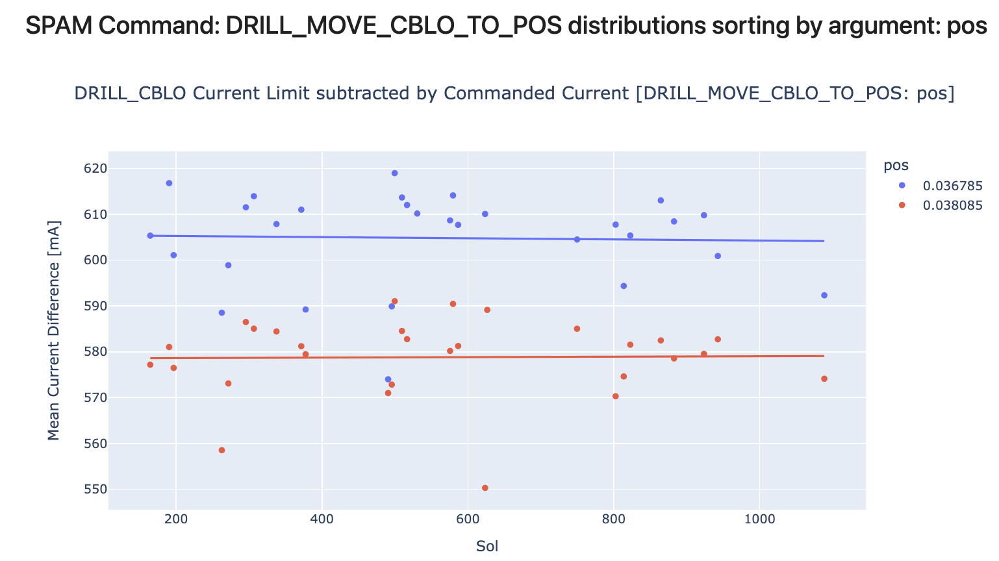 SPAM Command: DRILL_MOVE_CBLO_TO_POS distributions sorting by argument: pos
DRILL_CBLO Current Limit subtracted by Commanded Current [DRILL_MOVE_CBLO_TO_POS: pos]
pos
0.036785
0.038085
Mean Current Difference [mA]
620
610
600
590
580
570
560
550
200 400 600 800 1000
Sol